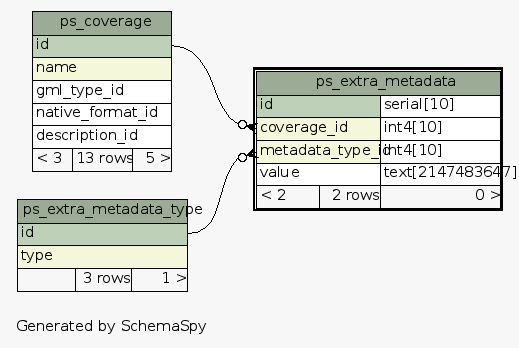 ps_coverage
id
name
gml_type_id
native_format_id
description_id
< 3 13 rows 5 >
ps_extra_metadata
id serial[10]
coverage_id int4[10]
metadata_type_id int4[10]
value text[2147483647]
< 2 2 rows 0 >
ps_extra_metadata_type
id
type
3 rows 1 >
Generated by SchemaSpy